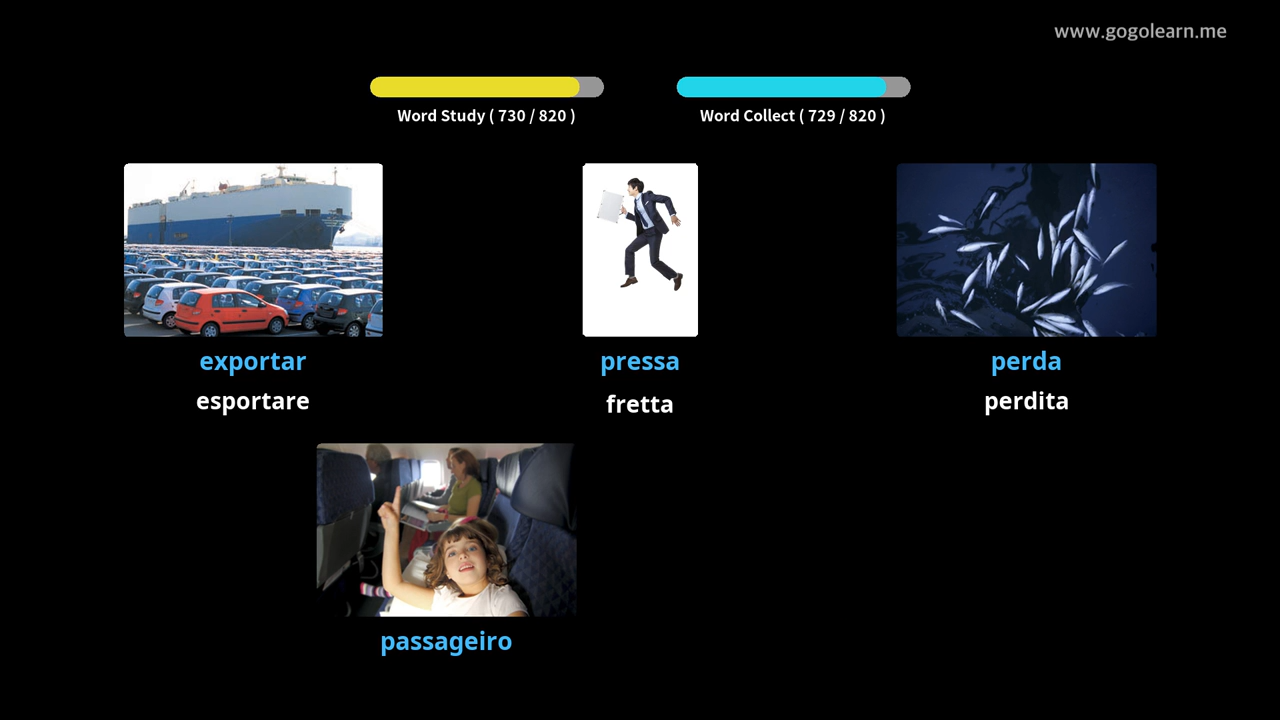 www.gogolearn.me
Word Study ( 730 / 820 )
Word Collect ( 729 / 820 )
exportar
pressa
perda
esportare
fretta
perdita
passageiro